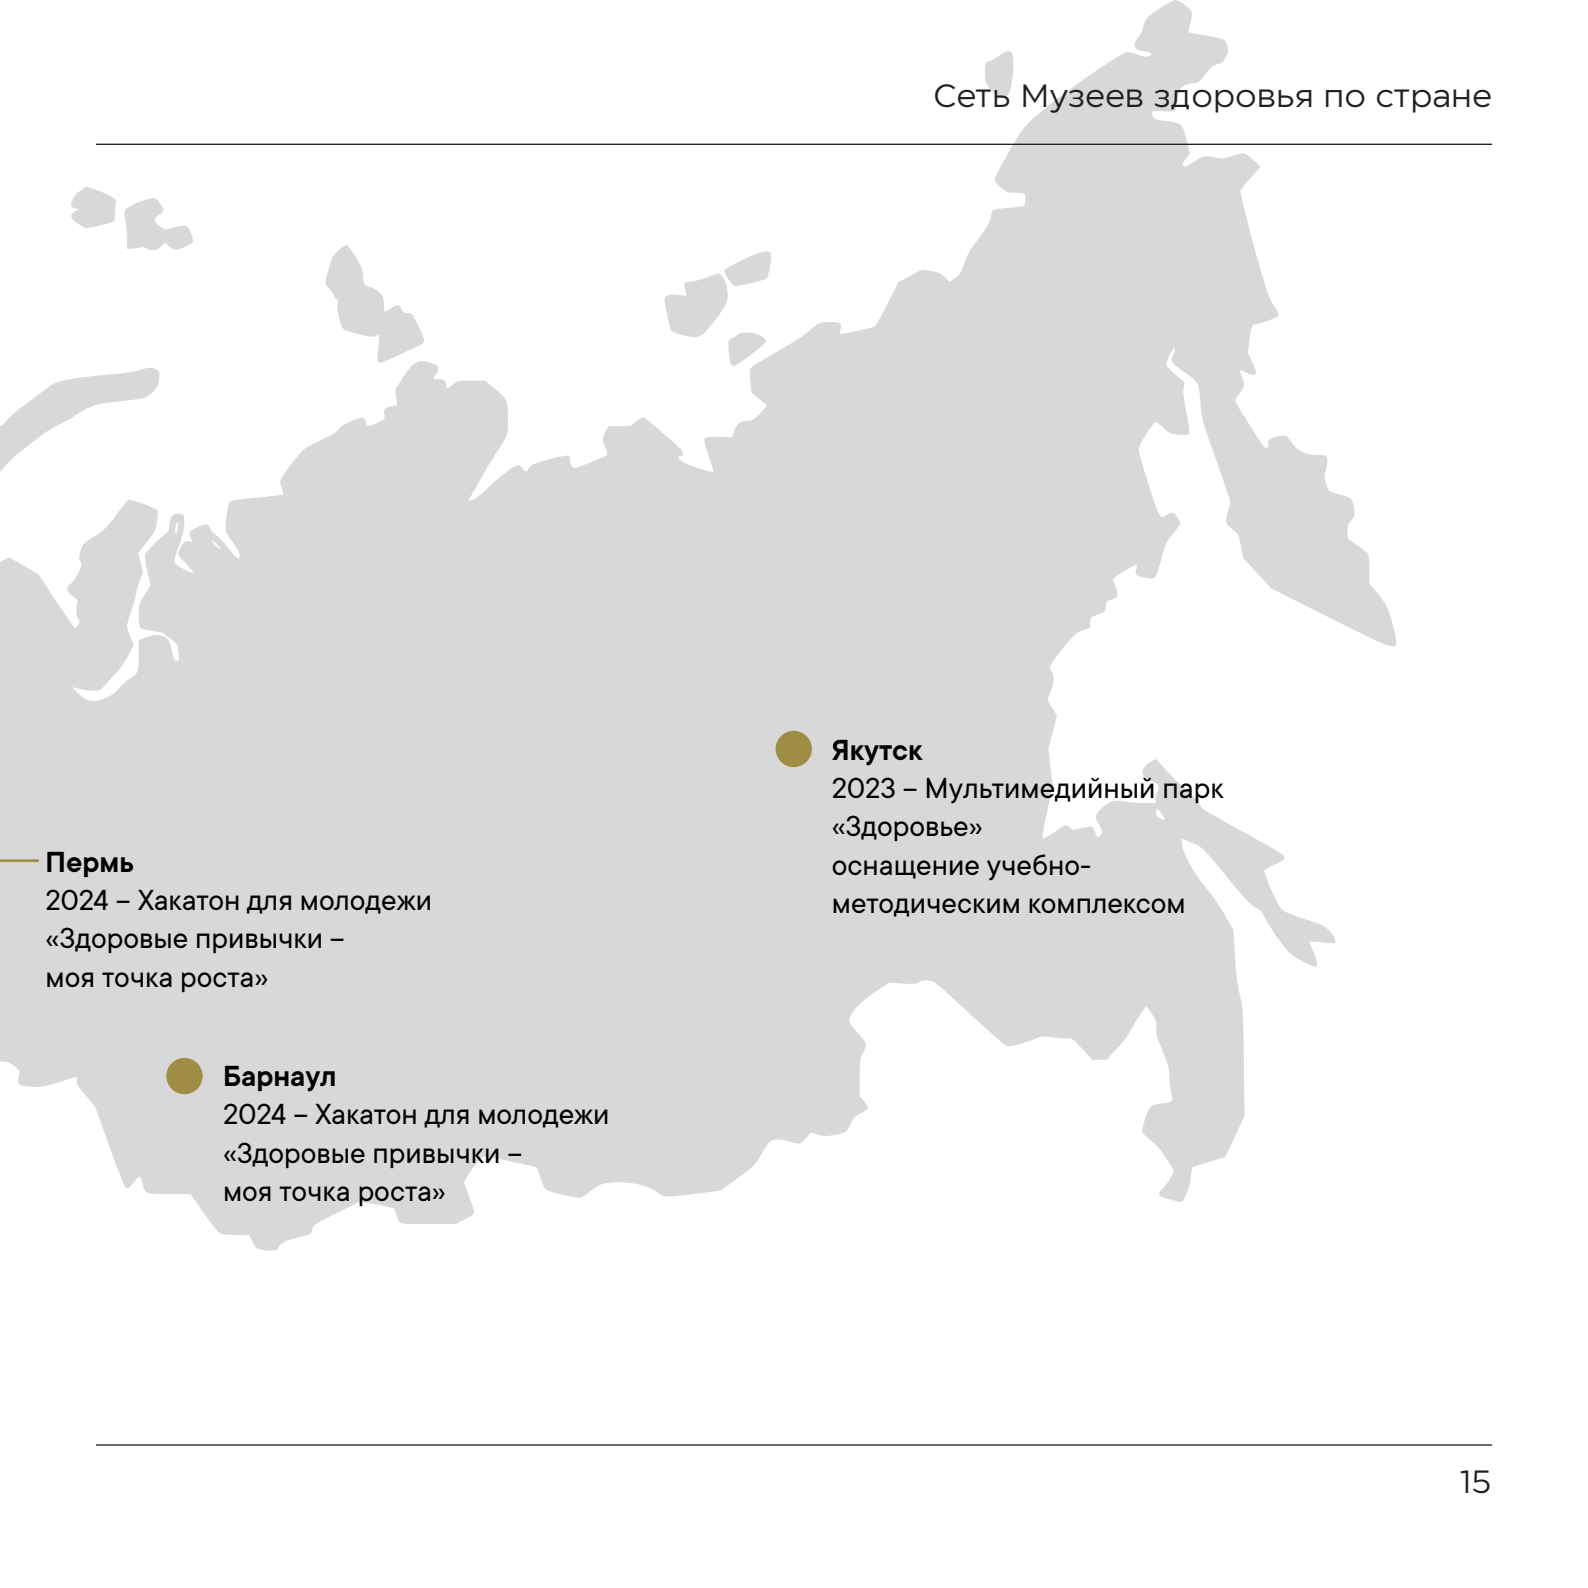 Сеть Музеев здоровья по стране
Якутск
2023 – Мультимедийный парк
«Здоровье»
оснащение учебно-
методическим комплексом
Пермь
2024 – Хакатон для молодежи
«Здоровые привычки –
моя точка роста»
Барнаул
2024 – Хакатон для молодежи
«Здоровые привычки –
моя точка роста»
15